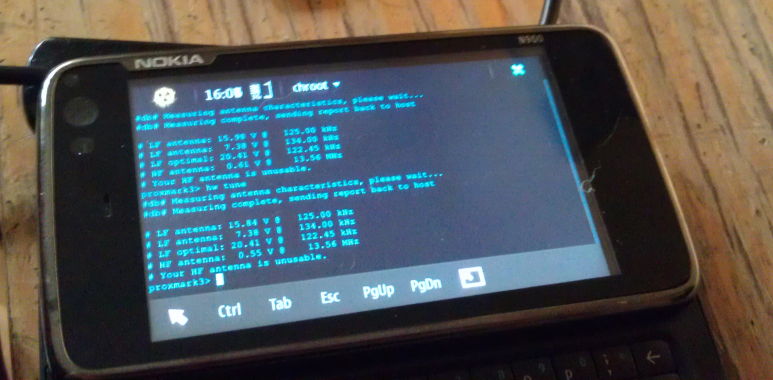 NOKIA
N900
16:08
chroot
#db# Measuring antenna characteristics, please wait...
#db# Measuring complete, sending report back to host
# LF antenna: 15.98 V @ 125.00 kHz
# LF antenna: 7.38 V @ 134.00 kHz
# LF optimal: 20.41 V @ 122.45 kHz
# HF antenna: 0.61 V @ 13.56 MHz
# Your HF antenna is unusable.
proxmark3> hw tune
#db# Measuring antenna characteristics, please wait...
#db# Measuring complete, sending report back to host
# LF antenna: 15.84 V @ 125.00 kHz
# LF antenna: 7.38 V @ 134.00 kHz
# LF optimal: 20.41 V @ 122.45 kHz
# HF antenna: 0.55 V @ 13.56 MHz
# Your HF antenna is unusable.
proxmark3>
Ctrl Tab Esc PgUp PgDn